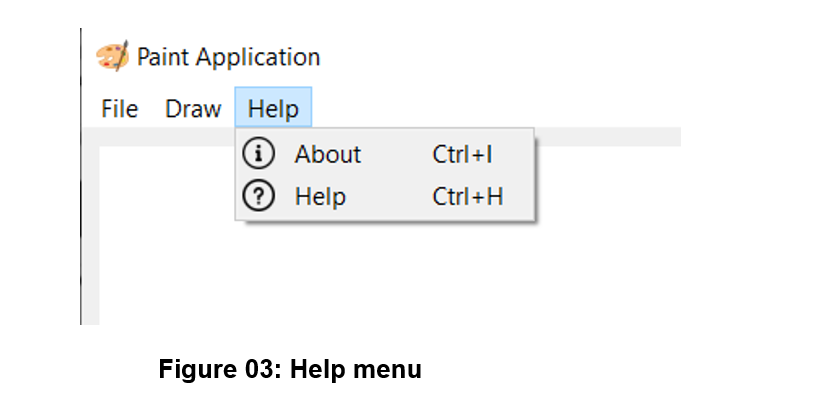 Paint Application
File Draw Help
About Ctrl+I
Help Ctrl+H
Figure 03: Help menu